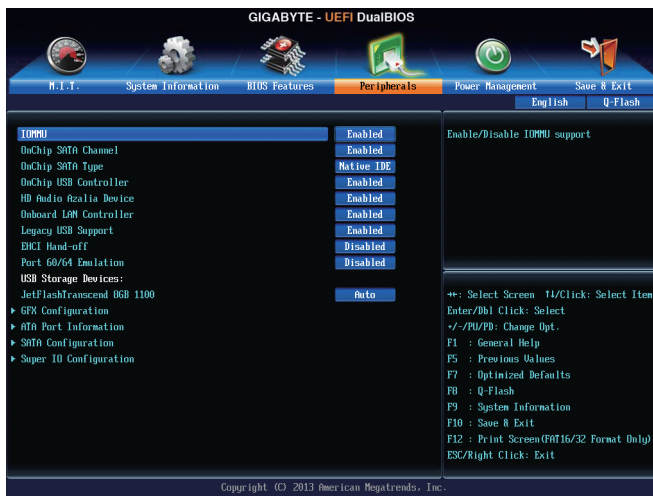 GIGABYTE - UEFI DualBIOS
M.I.T.
System Information
BIOS Features
Peripherals
Power Management
Save & Exit
English
Q-Flash
IOMMU Enabled
OnChip SATA Channel Enabled
OnChip SATA Type Native IDE
OnChip USB Controller Enabled
HD Audio Azalia Device Enabled
Onboard LAN Controller Enabled
Legacy USB Support Enabled
EHCI Hand-off Disabled
Port 60/64 Emulation Disabled
USB Storage Devices:
JetFlashTranscend 8GB 1100 Auto
GFX Configuration
ATA Port Information
SATA Configuration
Super IO Configuration
Enable/Disable IOMMU support
→←: Select Screen ↑↓/Click: Select Item
Enter/Dbl Click: Select
+/-/PU/PD: Change Opt.
F1 : General Help
F5 : Previous Values
F7 : Optimized Defaults
F8 : Q-Flash
F9 : System Information
F10 : Save & Exit
F12 : Print Screen(FAT16/32 Format Only)
ESC/Right Click: Exit
Copyright (C) 2013 American Megatrends, Inc.